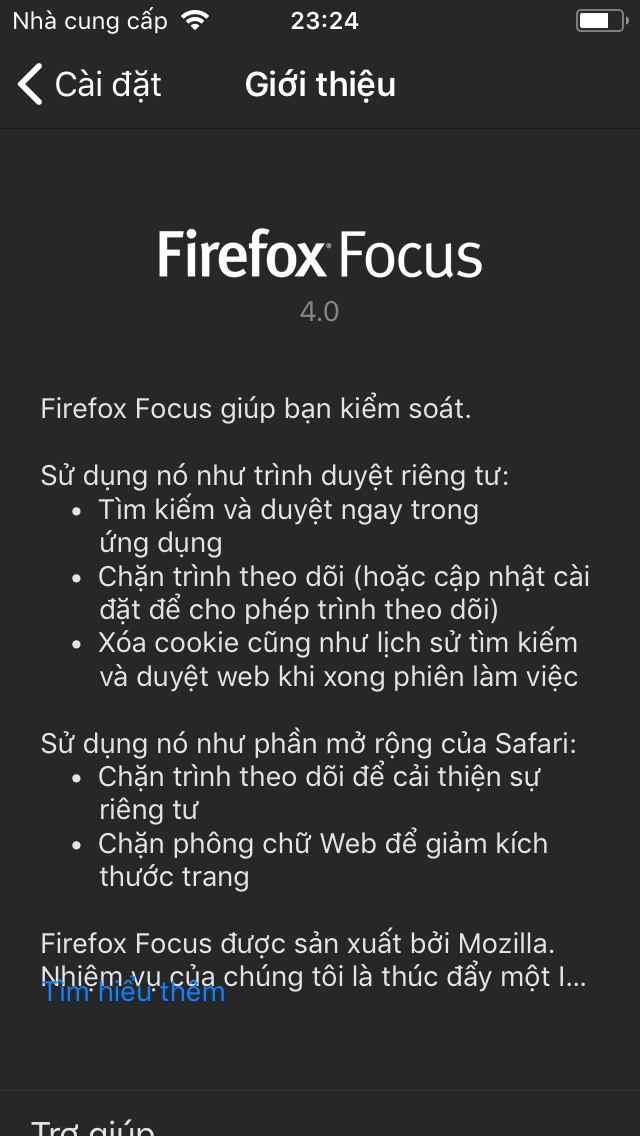 Nhà cung cấp 23:24
Cài đặt Giới thiệu
Firefox Focus
4.0
Firefox Focus giúp bạn kiểm soát.
Sử dụng nó như trình duyệt riêng tư:
• Tìm kiếm và duyệt ngay trong
ứng dụng
• Chặn trình theo dõi (hoặc cập nhật cài
đặt để cho phép trình theo dõi)
• Xóa cookie cũng như lịch sử tìm kiếm
và duyệt web khi xong phiên làm việc
Sử dụng nó như phần mở rộng của Safari:
• Chặn trình theo dõi để cải thiện sự
riêng tư
• Chặn phông chữ Web để giảm kích
thước trang
Firefox Focus được sản xuất bởi Mozilla.
Nhiệm vụ của chúng tôi là thúc đẩy một I...
Tìm hiểu thêm
Trợ giúp